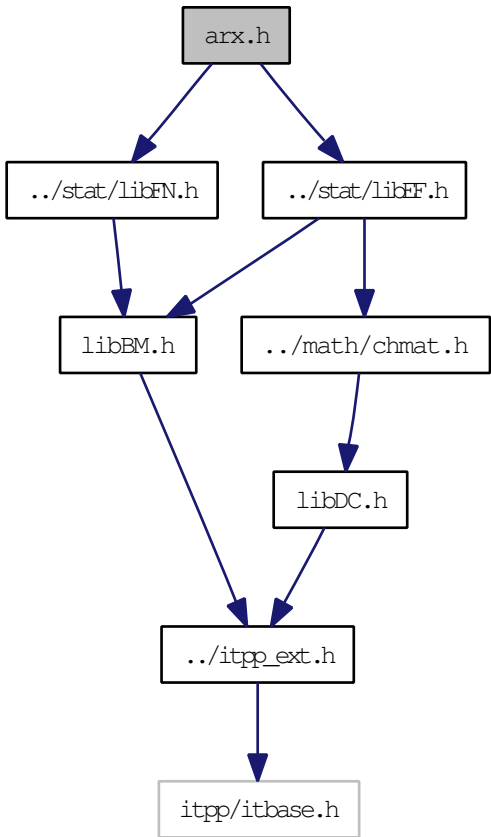 arx.h
../stat/libFN.h
../stat/libEF.h
libBM.h
../math/chmat.h
libDC.h
../itpp_ext.h
itpp/itbase.h